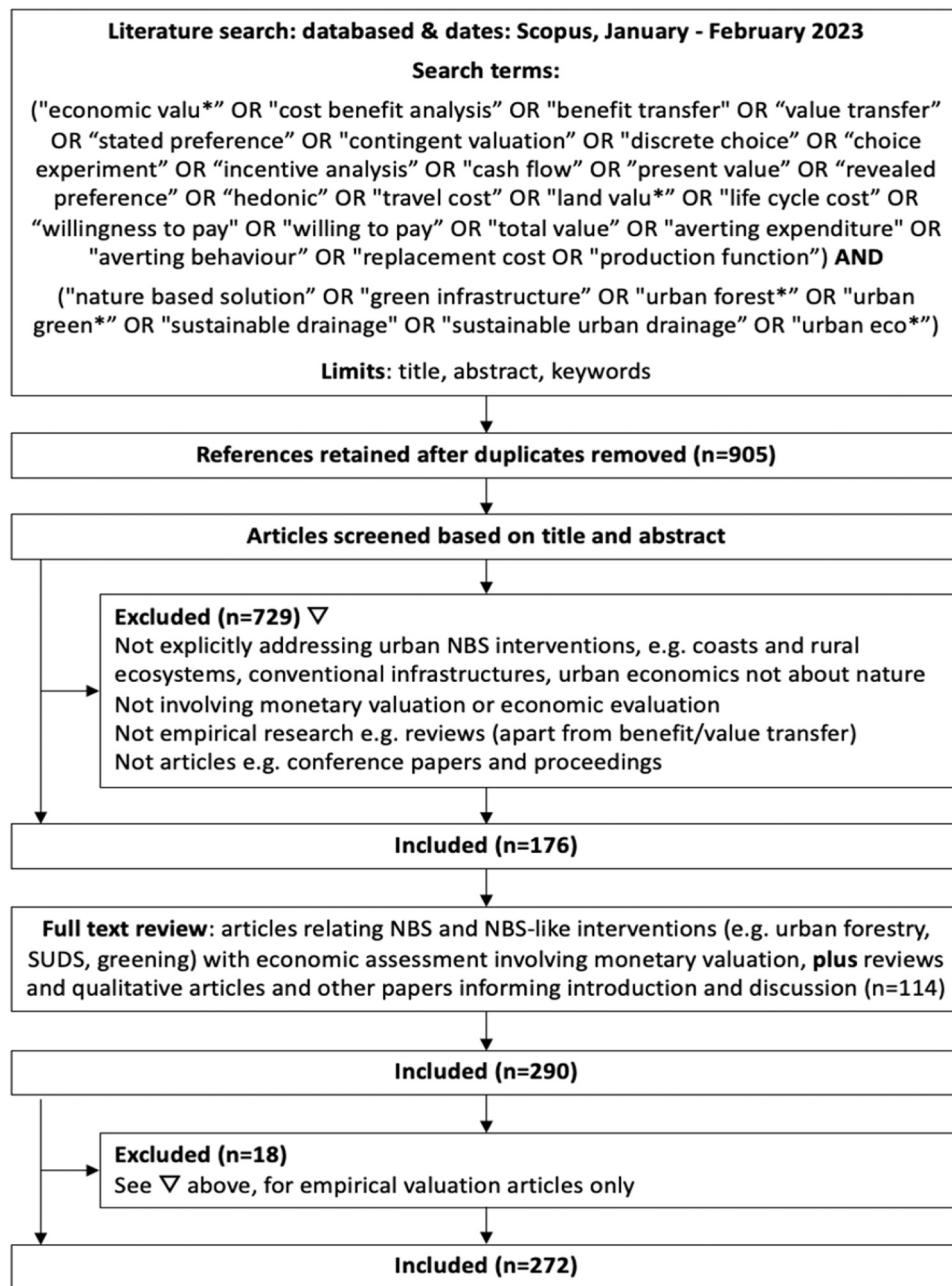 Literature search: databased & dates: Scopus, January - February 2023
Search terms:
("economic valu*” OR "cost benefit analysis” OR "benefit transfer" OR “value transfer”
OR “stated preference” OR "contingent valuation” OR "discrete choice” OR “choice
experiment” OR “incentive analysis” OR "cash flow” OR ”present value” OR “revealed
preference” OR “hedonic” OR "travel cost” OR "land valu*” OR "life cycle cost” OR
“willingness to pay" OR "willing to pay” OR "total value” OR "averting expenditure" OR
"averting behaviour” OR "replacement cost OR "production function”) AND
("nature based solution” OR "green infrastructure” OR "urban forest*” OR "urban
green*” OR "sustainable drainage" OR "sustainable urban drainage” OR "urban eco*”)
Limits: title, abstract, keywords
References retained after duplicates removed (n=905)
Articles screened based on title and abstract
Excluded (n=729) ▽
Not explicitly addressing urban NBS interventions, e.g. coasts and rural
ecosystems, conventional infrastructures, urban economics not about nature
Not involving monetary valuation or economic evaluation
Not empirical research e.g. reviews (apart from benefit/value transfer)
Not articles e.g. conference papers and proceedings
Included (n=176)
Full text review: articles relating NBS and NBS-like interventions (e.g. urban forestry,
SUDS, greening) with economic assessment involving monetary valuation, plus reviews
and qualitative articles and other papers informing introduction and discussion (n=114)
Included (n=290)
Excluded (n=18)
See ▽ above, for empirical valuation articles only
Included (n=272)